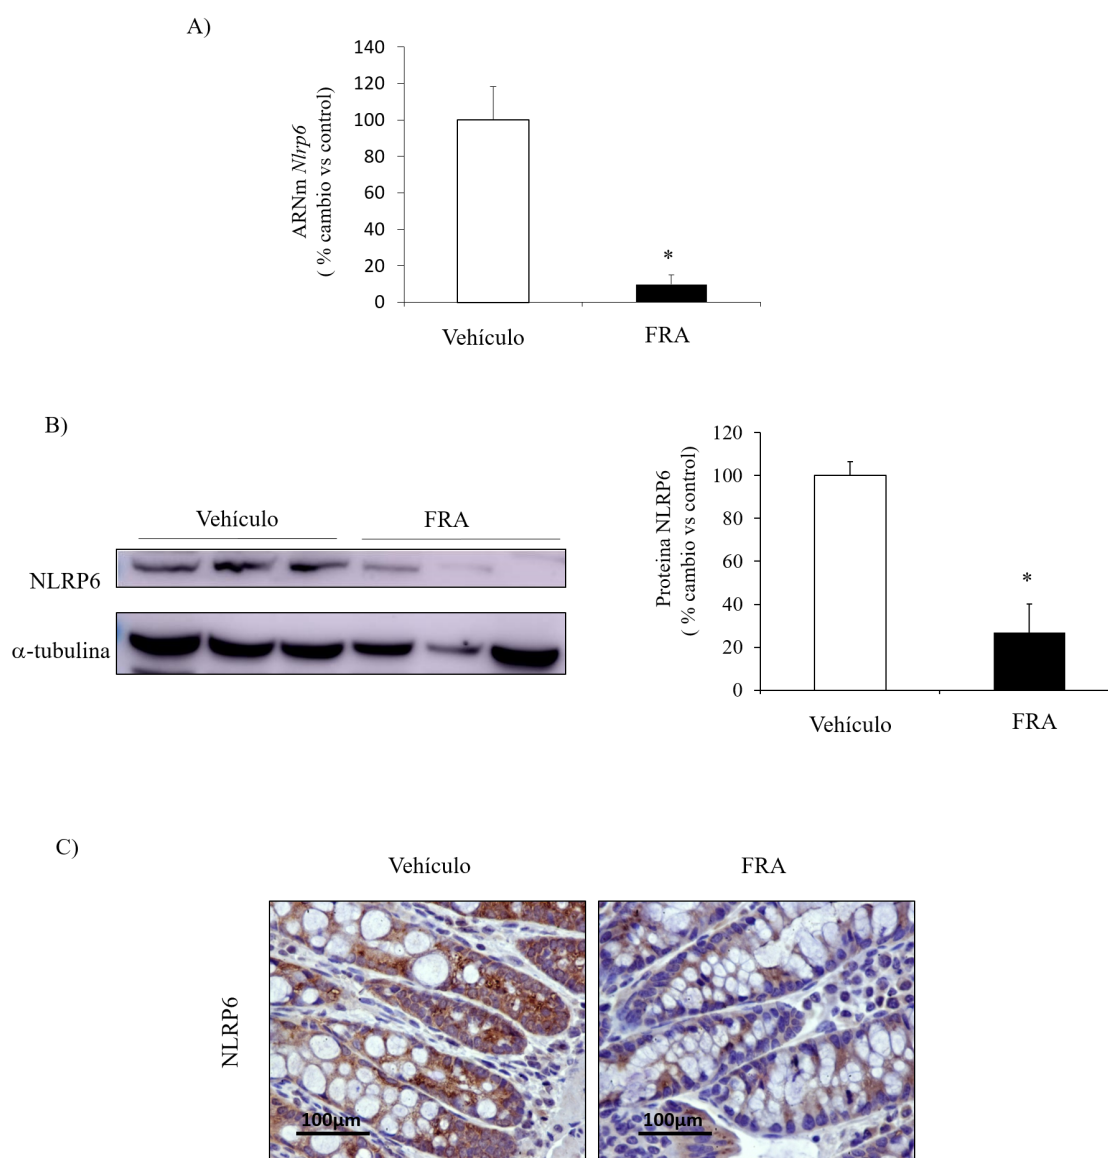 A)
140
120
100
80
60
40
20
0
ARNm Nlrp6
( % cambio vs control)
*
Vehículo
FRA
B)
Vehículo
FRA
NLRP6
α-tubulina
120
100
80
60
40
20
0
Proteina NLRP6
( % cambio vs control)
*
Vehículo
FRA
C)
Vehículo
FRA
NLRP6
100µm
100µm